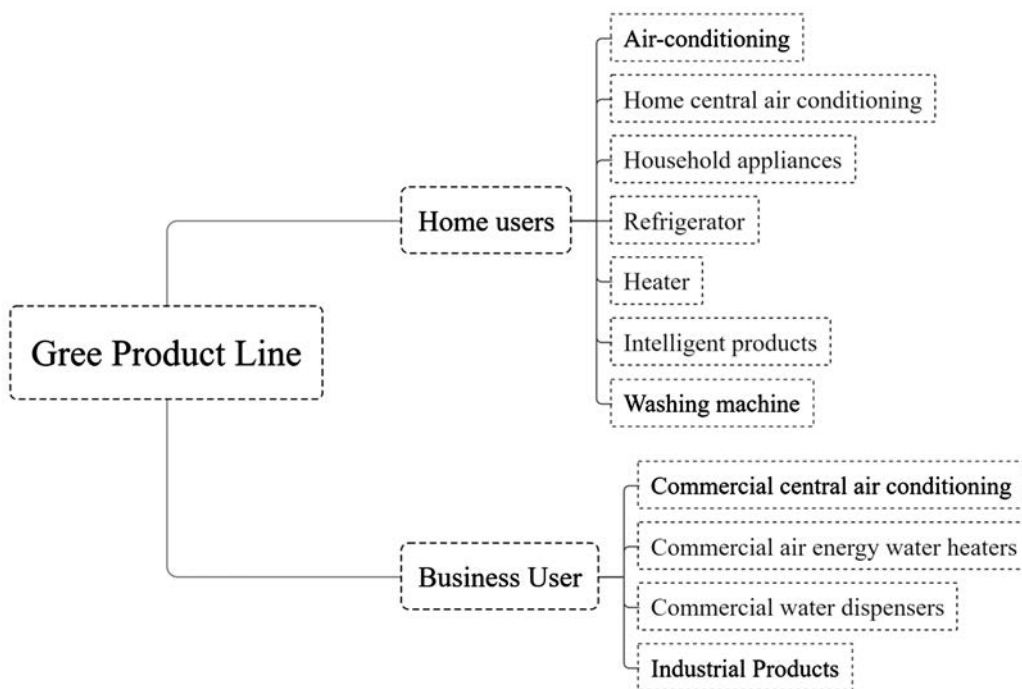 Gree Product Line
Home users
Air-conditioning
Home central air conditioning
Household appliances
Refrigerator
Heater
Intelligent products
Washing machine
Business User
Commercial central air conditioning
Commercial air energy water heaters
Commercial water dispensers
Industrial Products